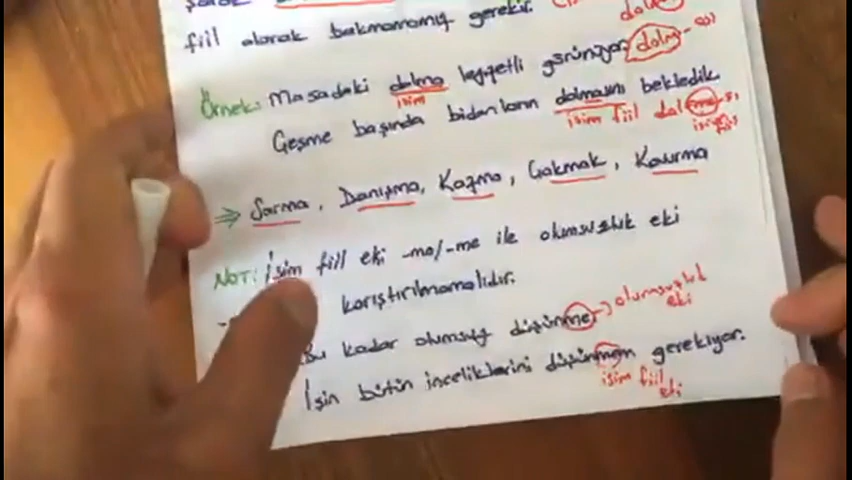 fiil olarak bakmamamız gerekir.
Örnek: Masadaki dolma lezzetli görünüyor. dolma
isim
Çeşme başında bidonların dolmasını bekledik
isim fiil
⇒ Sarma, Danışma, Kazma, Çakmak, Kavurma
NOT: İsim fiil eki -ma/-me ile olumsuzluk eki
karıştırılmamalıdır.
Bu kadar olumsuz düşünme → olumsuzluk
eki
İşin bütün inceliklerini düşünmem gerekiyor.
isim fiil
eki